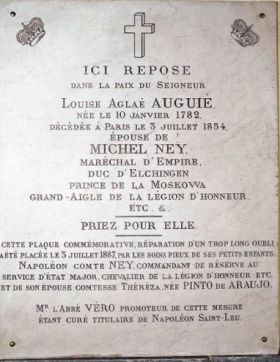 ICI REPOSE
DANS LA PAIX DU SEIGNEUR
LOUISE AGLAÈ AUGUIÉ,
NÉE LE 10 JANVIER 1782,
DÉCÉDÉE À PARIS LE 3 JUILLET 1854,
ÉPOUSE DE
MICHEL NEY,
MARÉCHAL D'EMPIRE,
DUC D'ELCHINGEN
PRINCE DE LA MOSKOWA
GRAND-AIGLE DE LA LÉGION D'HONNEUR
ETC. &.
PRIEZ POUR ELLE.
CETTE PLAQUE COMMÉMORATIVE, RÉPARATION D'UN TROP LONG OUBLI
A ÉTÉ PLACÉE LE 3 JUILLET 1887, PAR LES SOINS PIEUX DE SES PETITS ENFANTS:
NAPOLÉON COMTE NEY, COMMANDANT DE RÉSERVE AU
SERVICE D'ÉTAT MAJOR, CHEVALIER DE LA LÉGION D'HONNEUR ETC.
ET DE SON ÉPOUSE COMTESSE THÉRÈZA, NÉE PINTO DE ARAUJO,
MR L'ABBÉ VÉRO PROMOTEUR DE CETTE MESURE
ÉTANT CURÉ TITULAIRE DE NAPOLÉON SAINT-LEU.